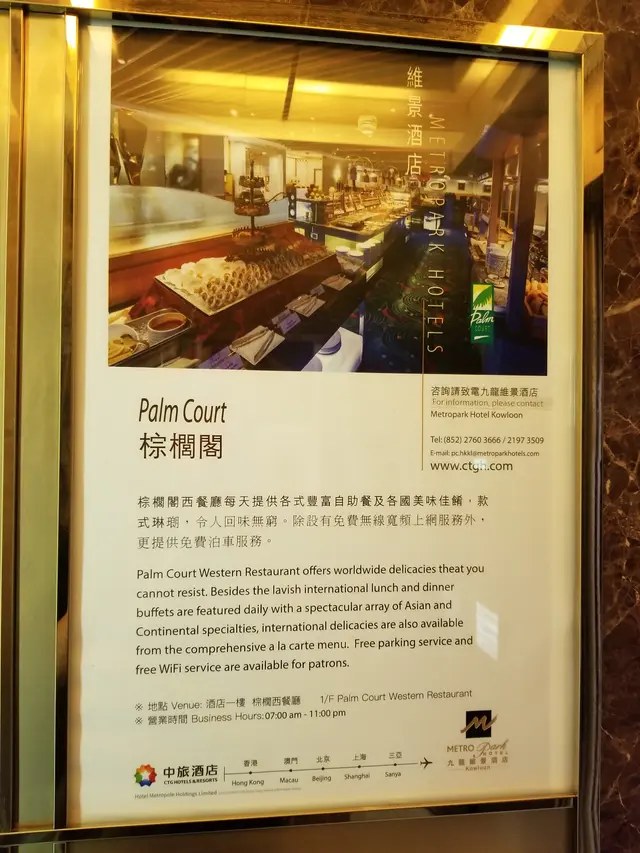 維景酒店
METROPARK HOTELS
Palm
COURT
Palm Court
棕櫚閣
咨詢請致電九龍維景酒店
For information, please contact
Metropark Hotel Kowloon
Tel: (852) 2760 3666 / 2197 3509
E-mail: pc.hkkl@metroparkhotels.com
www.ctgh.com
棕櫚閣西餐廳每天提供各式豐富自助餐及各國美味佳餚，款
式琳瑯，令人回味無窮。除設有免費無線寬頻上網服務外，
更提供免費泊車服務。
Palm Court Western Restaurant offers worldwide delicacies theat you
cannot resist. Besides the lavish international lunch and dinner
buffets are featured daily with a spectacular array of Asian and
Continental specialties, international delicacies are also available
from the comprehensive a la carte menu. Free parking service and
free WiFi service are available for patrons.
※ 地點 Venue: 酒店一樓 棕櫚西餐廳 1/F Palm Court Western Restaurant
※ 營業時間 Business Hours: 07:00 am - 11:00 pm
METRO Park
HOTEL
九龍維景酒店
Kowloon
中旅酒店
CTG HOTELS & RESORTS
香港 澳門 北京 上海 三亞
Hong Kong Macau Beijing Shanghai Sanya
Hotel Metropole Holdings Limited